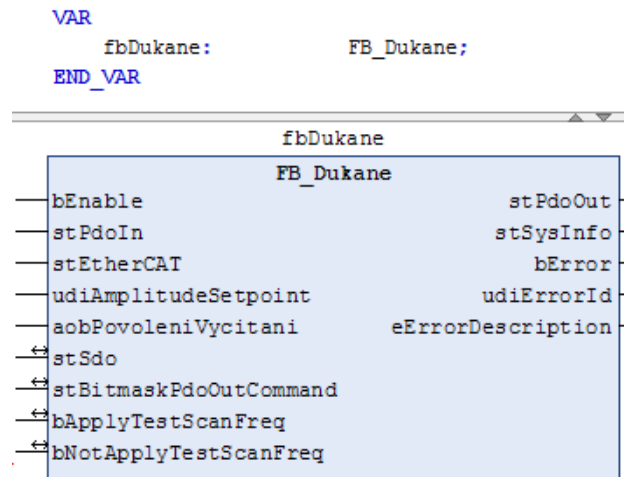 VAR
fbDukane: FB_Dukane;
END_VAR
fbDukane
FB_Dukane
bEnable stPdoOut
stPdoIn stSysInfo
stEtherCAT bError
udiAmplitudeSetpoint udiErrorId
aobPovoleniVycitani eErrorDescription
stSdo
stBitmaskPdoOutCommand
bApplyTestScanFreq
bNotApplyTestScanFreq